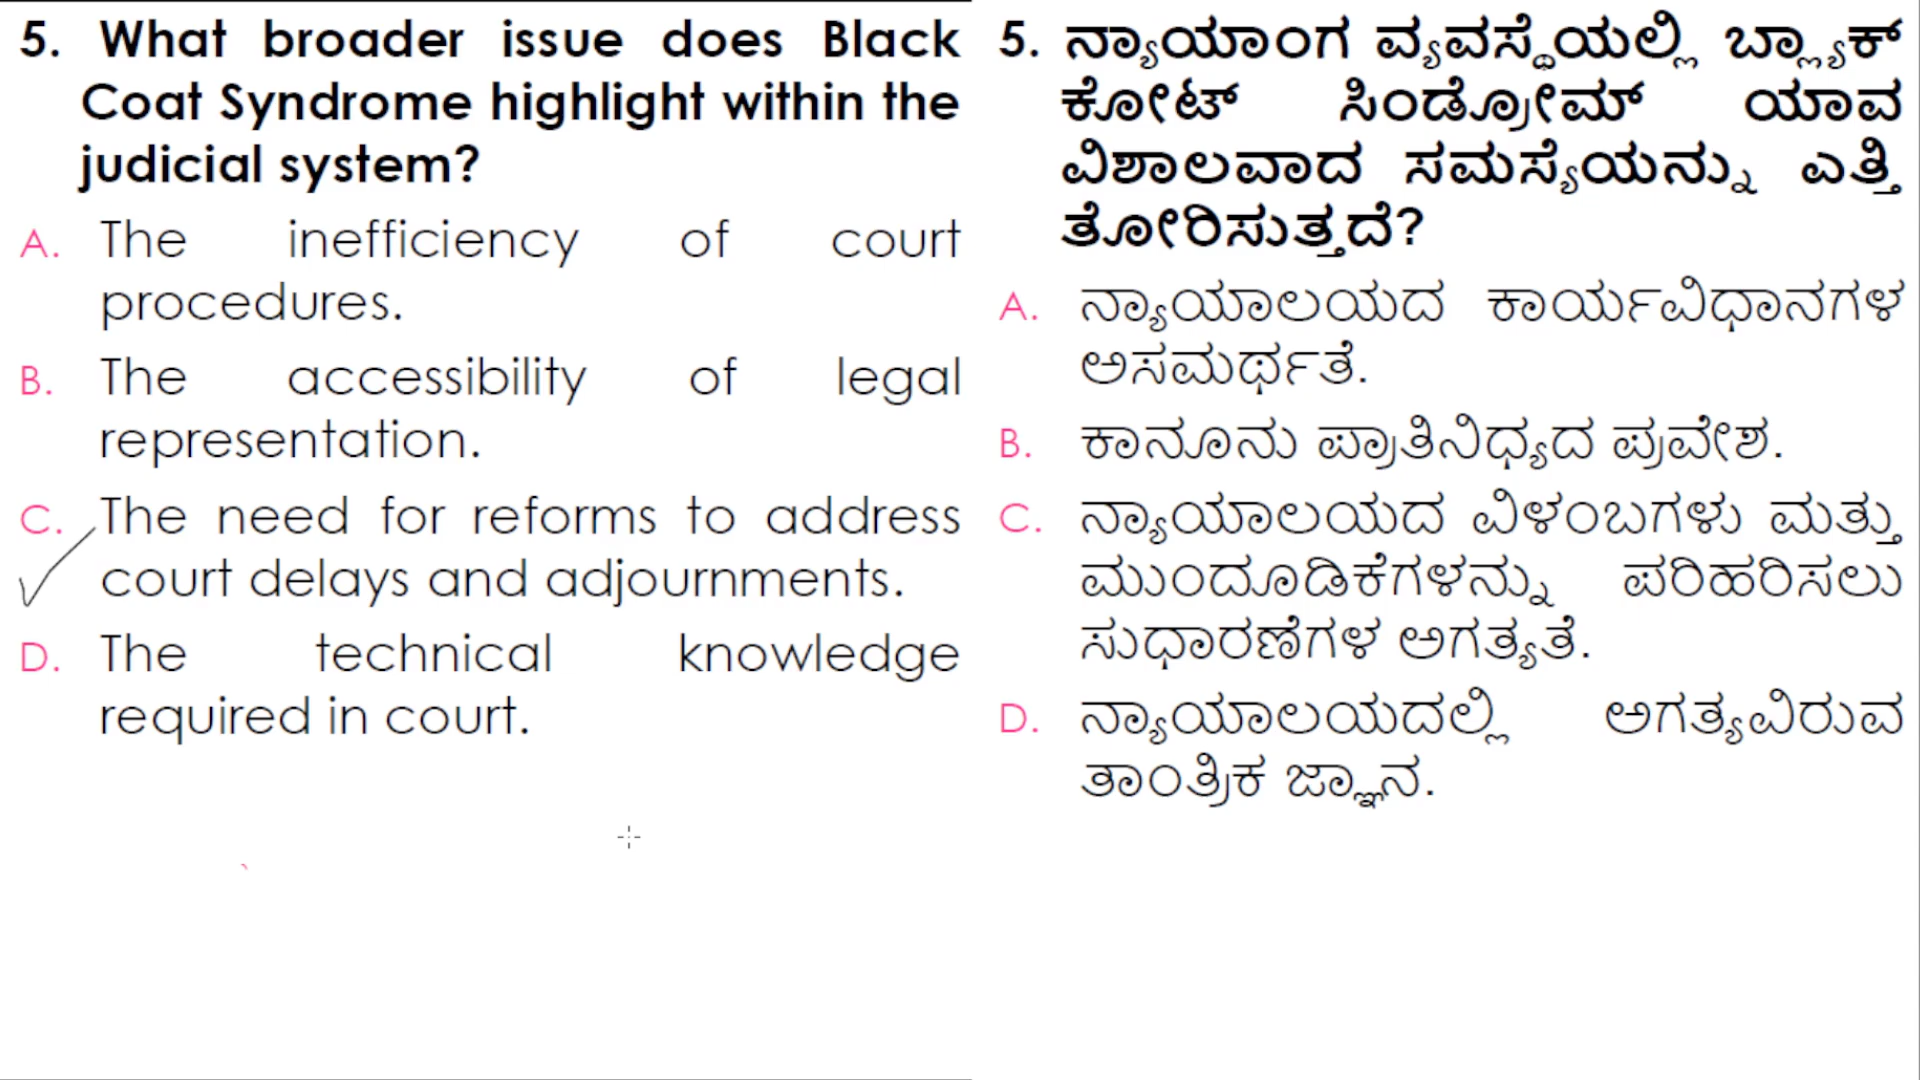 5. What broader issue does Black
Coat Syndrome highlight within the
judicial system?
A. The inefficiency of court
procedures.
B. The accessibility of legal
representation.
C. The need for reforms to address
court delays and adjournments.
D. The technical knowledge
required in court.
5. ನ್ಯಾಯಾಂಗ ವ್ಯವಸ್ಥೆಯಲ್ಲಿ ಬ್ಲ್ಯಾಕ್
ಕೋಟ್ ಸಿಂಡ್ರೋಮ್ ಯಾವ
ವಿಶಾಲವಾದ ಸಮಸ್ಯೆಯನ್ನು ಎತ್ತಿ
ತೋರಿಸುತ್ತದೆ?
A. ನ್ಯಾಯಾಲಯದ ಕಾರ್ಯವಿಧಾನಗಳ
ಅಸಮರ್ಥತೆ.
B. ಕಾನೂನು ಪ್ರಾತಿನಿಧ್ಯದ ಪ್ರವೇಶ.
C. ನ್ಯಾಯಾಲಯದ ವಿಳಂಬಗಳು ಮತ್ತು
ಮುಂದೂಡಿಕೆಗಳನ್ನು ಪರಿಹರಿಸಲು
ಸುಧಾರಣೆಗಳ ಅಗತ್ಯತೆ.
D. ನ್ಯಾಯಾಲಯದಲ್ಲಿ ಅಗತ್ಯವಿರುವ
ತಾಂತ್ರಿಕ ಜ್ಞಾನ.